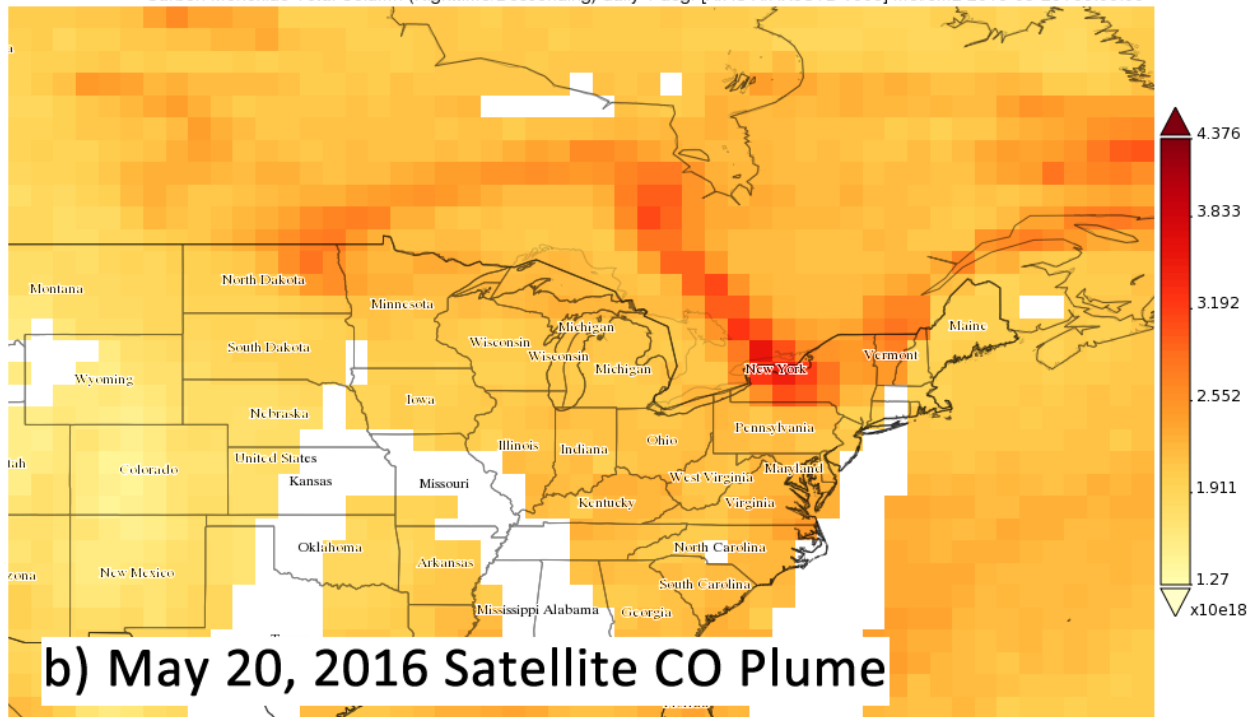 4.376
3.833
3.192
2.552
1.911
1.27
x10e18
Montana
North Dakota
Minnesota
Michigan
Maine
South Dakota
Wisconsin
Wisconsin
Michigan
New York
Vermont
Wyoming
Iowa
Nebraska
Pennsylvania
Illinois
Indiana
Ohio
tah
Colorado
United States
Kansas
Missouri
West Virginia
Maryland
Kentucky
Virginia
Oklahoma
North Carolina
zona
New Mexico
Arkansas
South Carolina
Mississippi
Alabama
Georgia
b) May 20, 2016 Satellite CO Plume